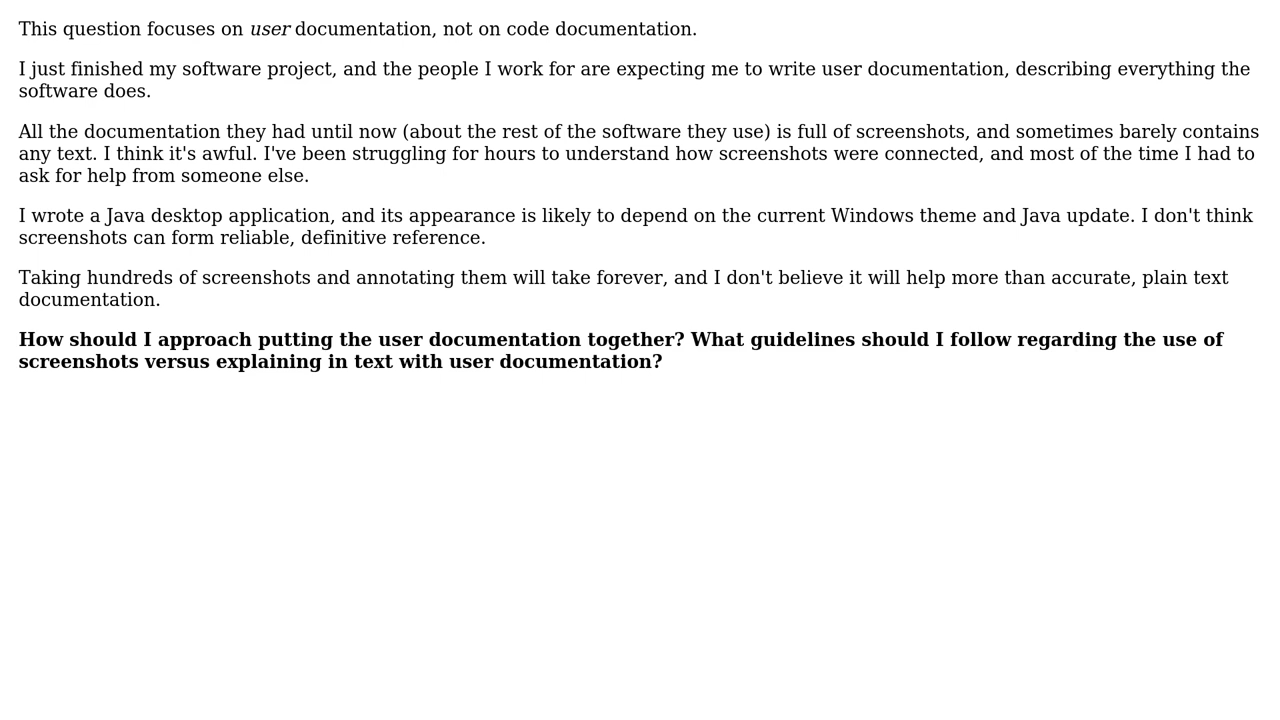 This question focuses on user documentation, not on code documentation.
I just finished my software project, and the people I work for are expecting me to write user documentation, describing everything the
software does.
All the documentation they had until now (about the rest of the software they use) is full of screenshots, and sometimes barely contains
any text. I think it's awful. I've been struggling for hours to understand how screenshots were connected, and most of the time I had to
ask for help from someone else.
I wrote a Java desktop application, and its appearance is likely to depend on the current Windows theme and Java update. I don't think
screenshots can form reliable, definitive reference.
Taking hundreds of screenshots and annotating them will take forever, and I don't believe it will help more than accurate, plain text
documentation.
How should I approach putting the user documentation together? What guidelines should I follow regarding the use of
screenshots versus explaining in text with user documentation?